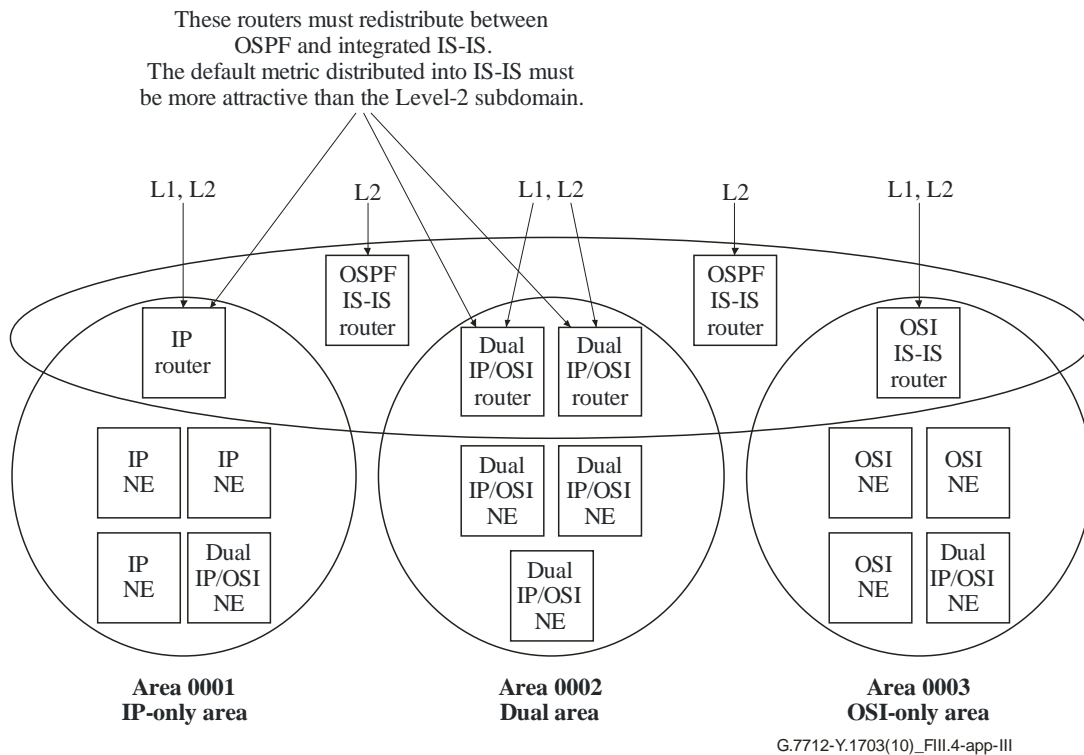 These routers must redistribute between
OSPF and integrated IS-IS.
The default metric distributed into IS-IS must
be more attractive than the Level-2 subdomain.
L1, L2
L2
L1, L2
L2
L1, L2
IP
router
OSPF
IS-IS
router
Dual
IP/OSI
router
Dual
IP/OSI
router
OSPF
IS-IS
router
OSI
IS-IS
router
IP
NE
IP
NE
IP
NE
Dual
IP/OSI
NE
Dual
IP/OSI
NE
Dual
IP/OSI
NE
Dual
IP/OSI
NE
OSI
NE
OSI
NE
OSI
NE
Dual
IP/OSI
NE
Area 0001
IP-only area
Area 0002
Dual area
Area 0003
OSI-only area
G.7712-Y.1703(10)_FIII.4-app-III